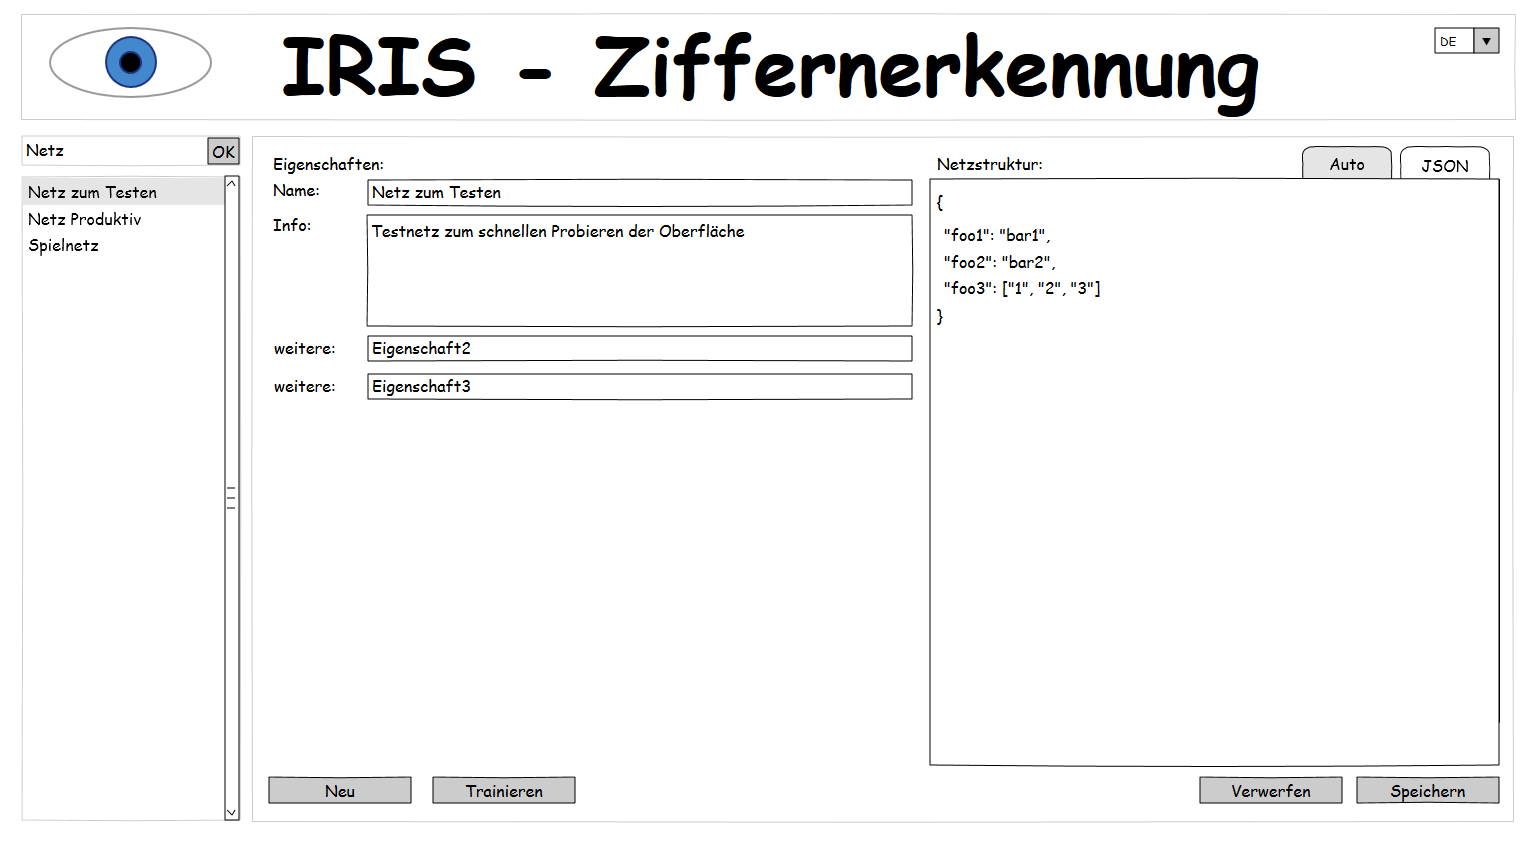 IRIS - Ziffernerkennung
DE
Netz
OK
Netz zum Testen
Netz Produktiv
Spielnetz
Eigenschaften:
Name:
Netz zum Testen
Info:
Testnetz zum schnellen Probieren der Oberfläche
weitere:
Eigenschaft2
weitere:
Eigenschaft3
Netzstruktur:
Auto
JSON
{
"foo1": "bar1",
"foo2": "bar2",
"foo3": ["1", "2", "3"]
}
Neu
Trainieren
Verwerfen
Speichern